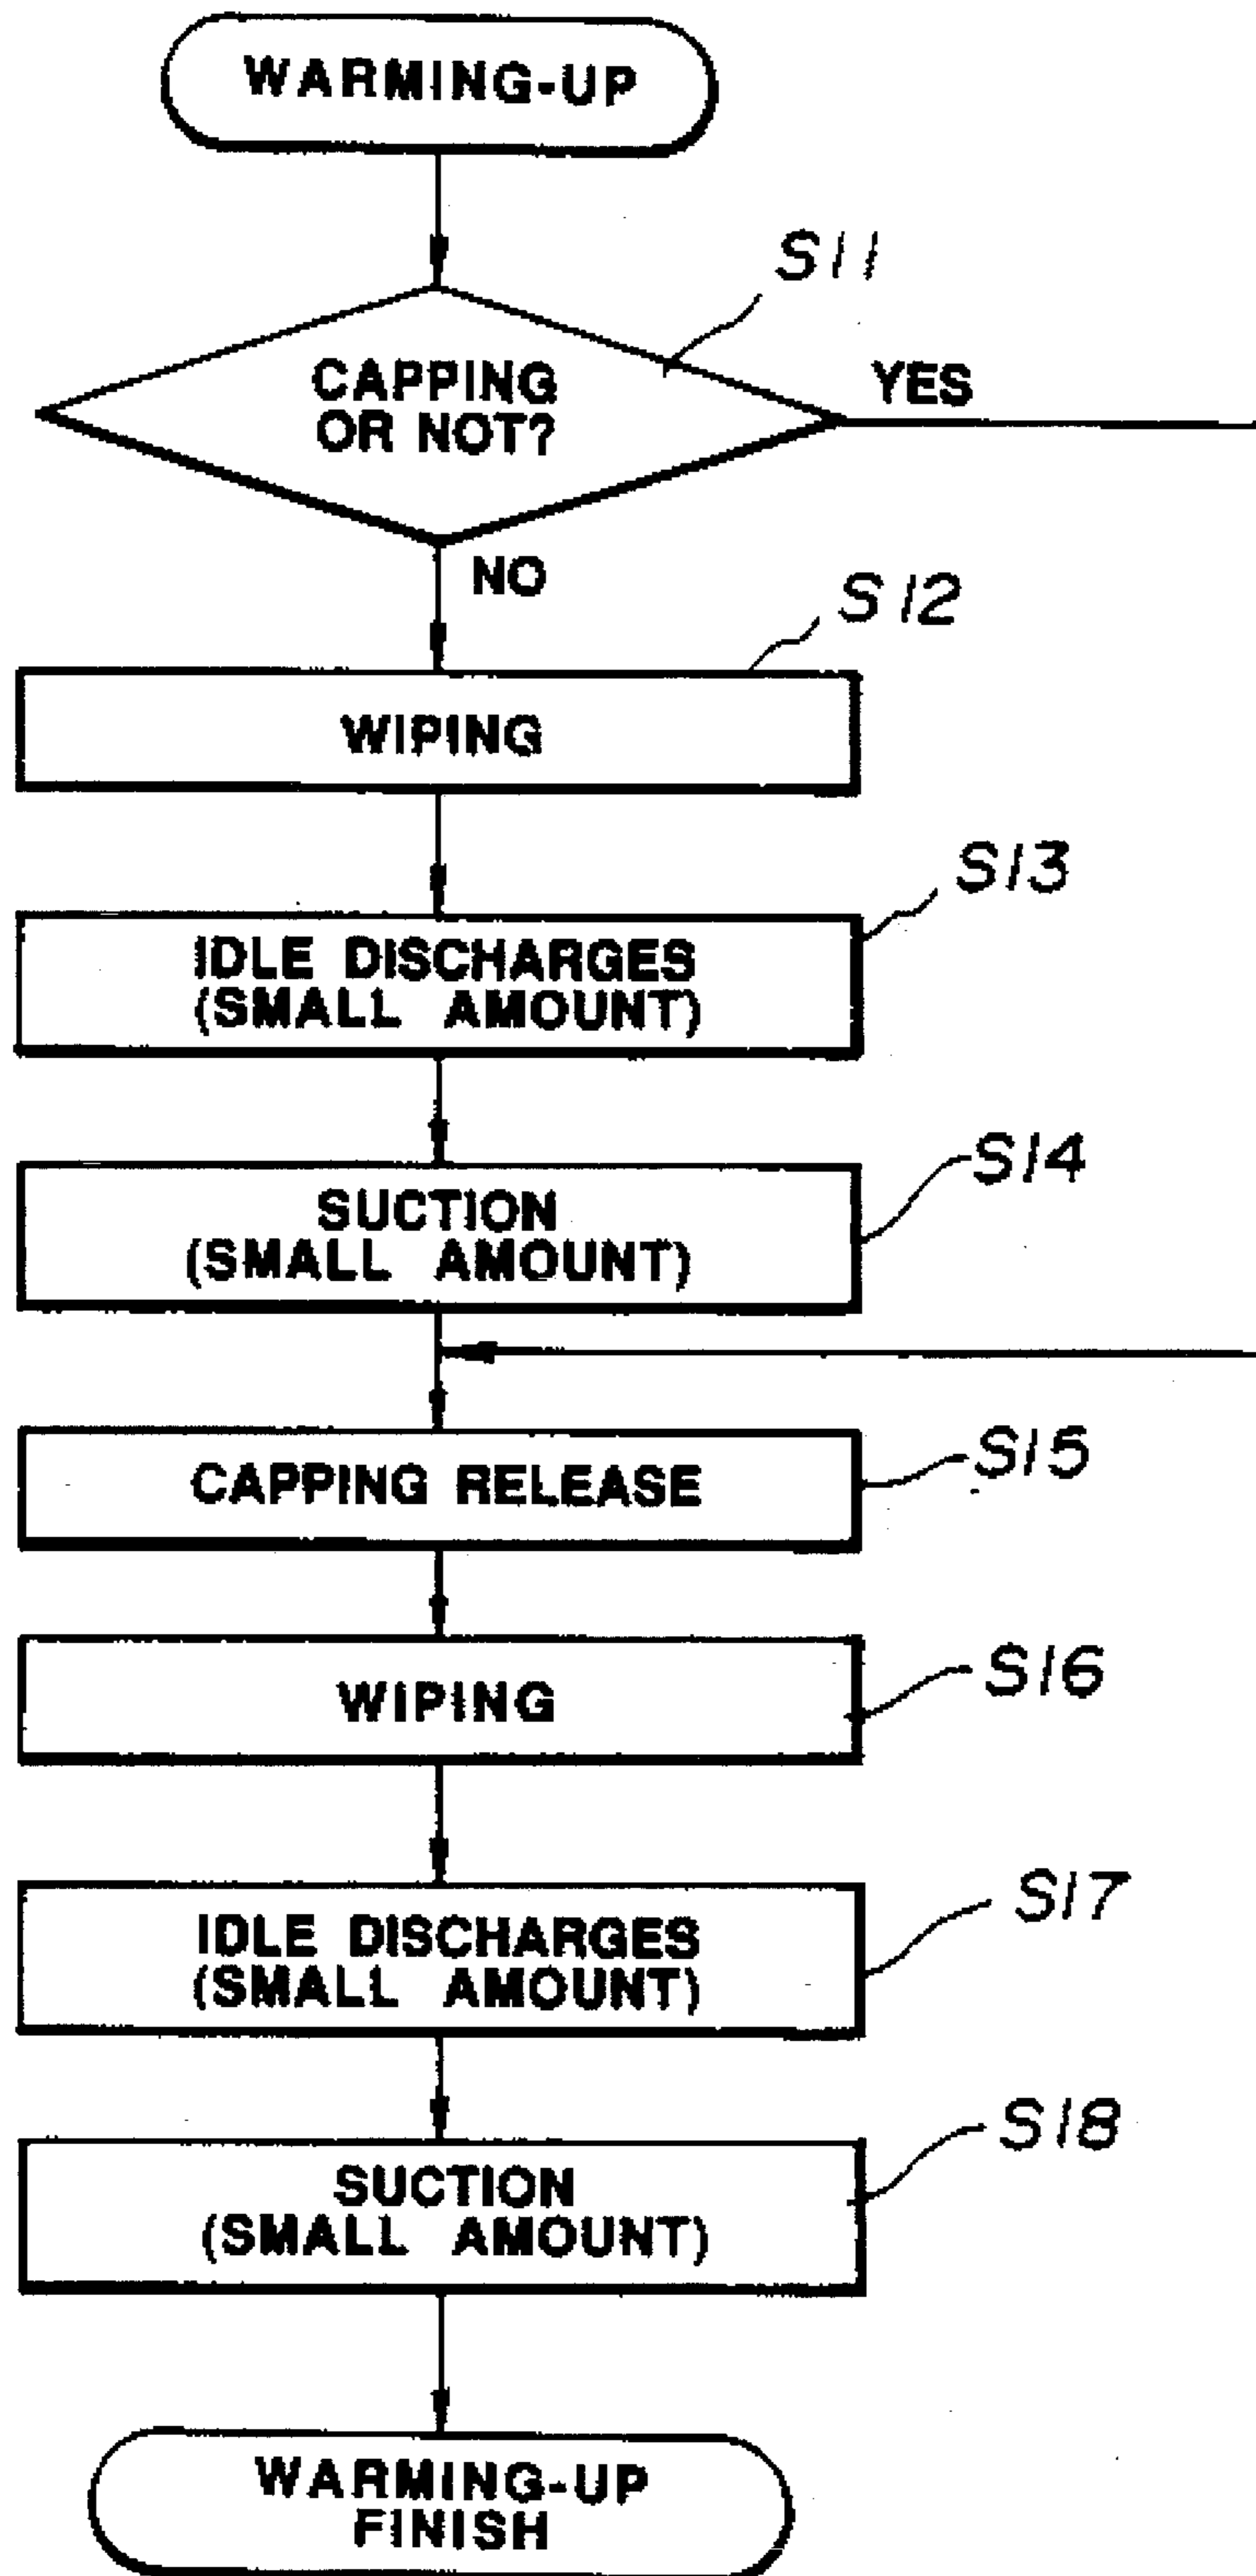 WARMING-UP
S11
CAPPING
OR NOT?
YES
NO
S12
WIPING
S13
IDLE DISCHARGES
(SMALL AMOUNT)
S14
SUCTION
(SMALL AMOUNT)
S15
CAPPING RELEASE
S16
WIPING
S17
IDLE DISCHARGES
(SMALL AMOUNT)
S18
SUCTION
(SMALL AMOUNT)
WARMING-UP
FINISH